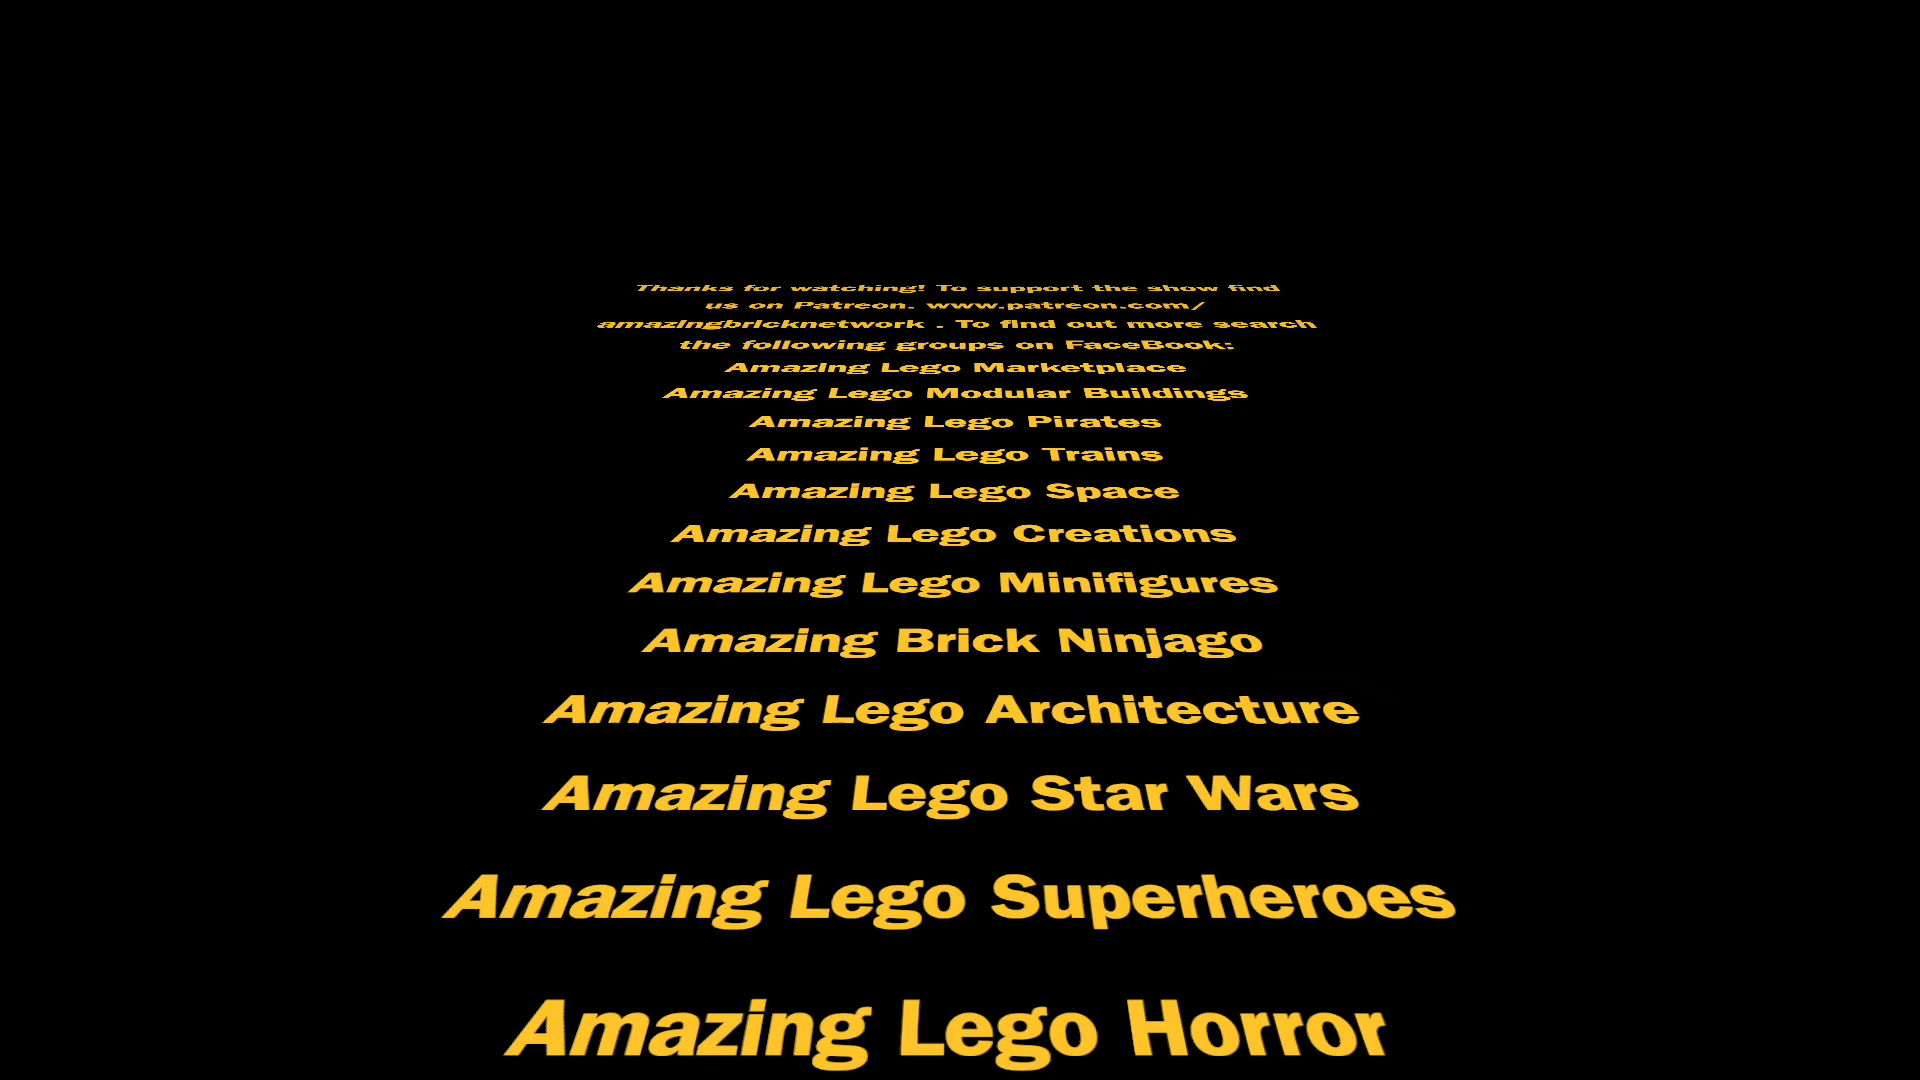 Thanks for watching! To support the show find
us on Patreon. www.patreon.com/
amazingbricknetwork . To find out more search
the following groups on FaceBook:
Amazing Lego Marketplace
Amazing Lego Modular Buildings
Amazing Lego Pirates
Amazing Lego Trains
Amazing Lego Space
Amazing Lego Creations
Amazing Lego Minifigures
Amazing Brick Ninjago
Amazing Lego Architecture
Amazing Lego Star Wars
Amazing Lego Superheroes
Amazing Lego Horror